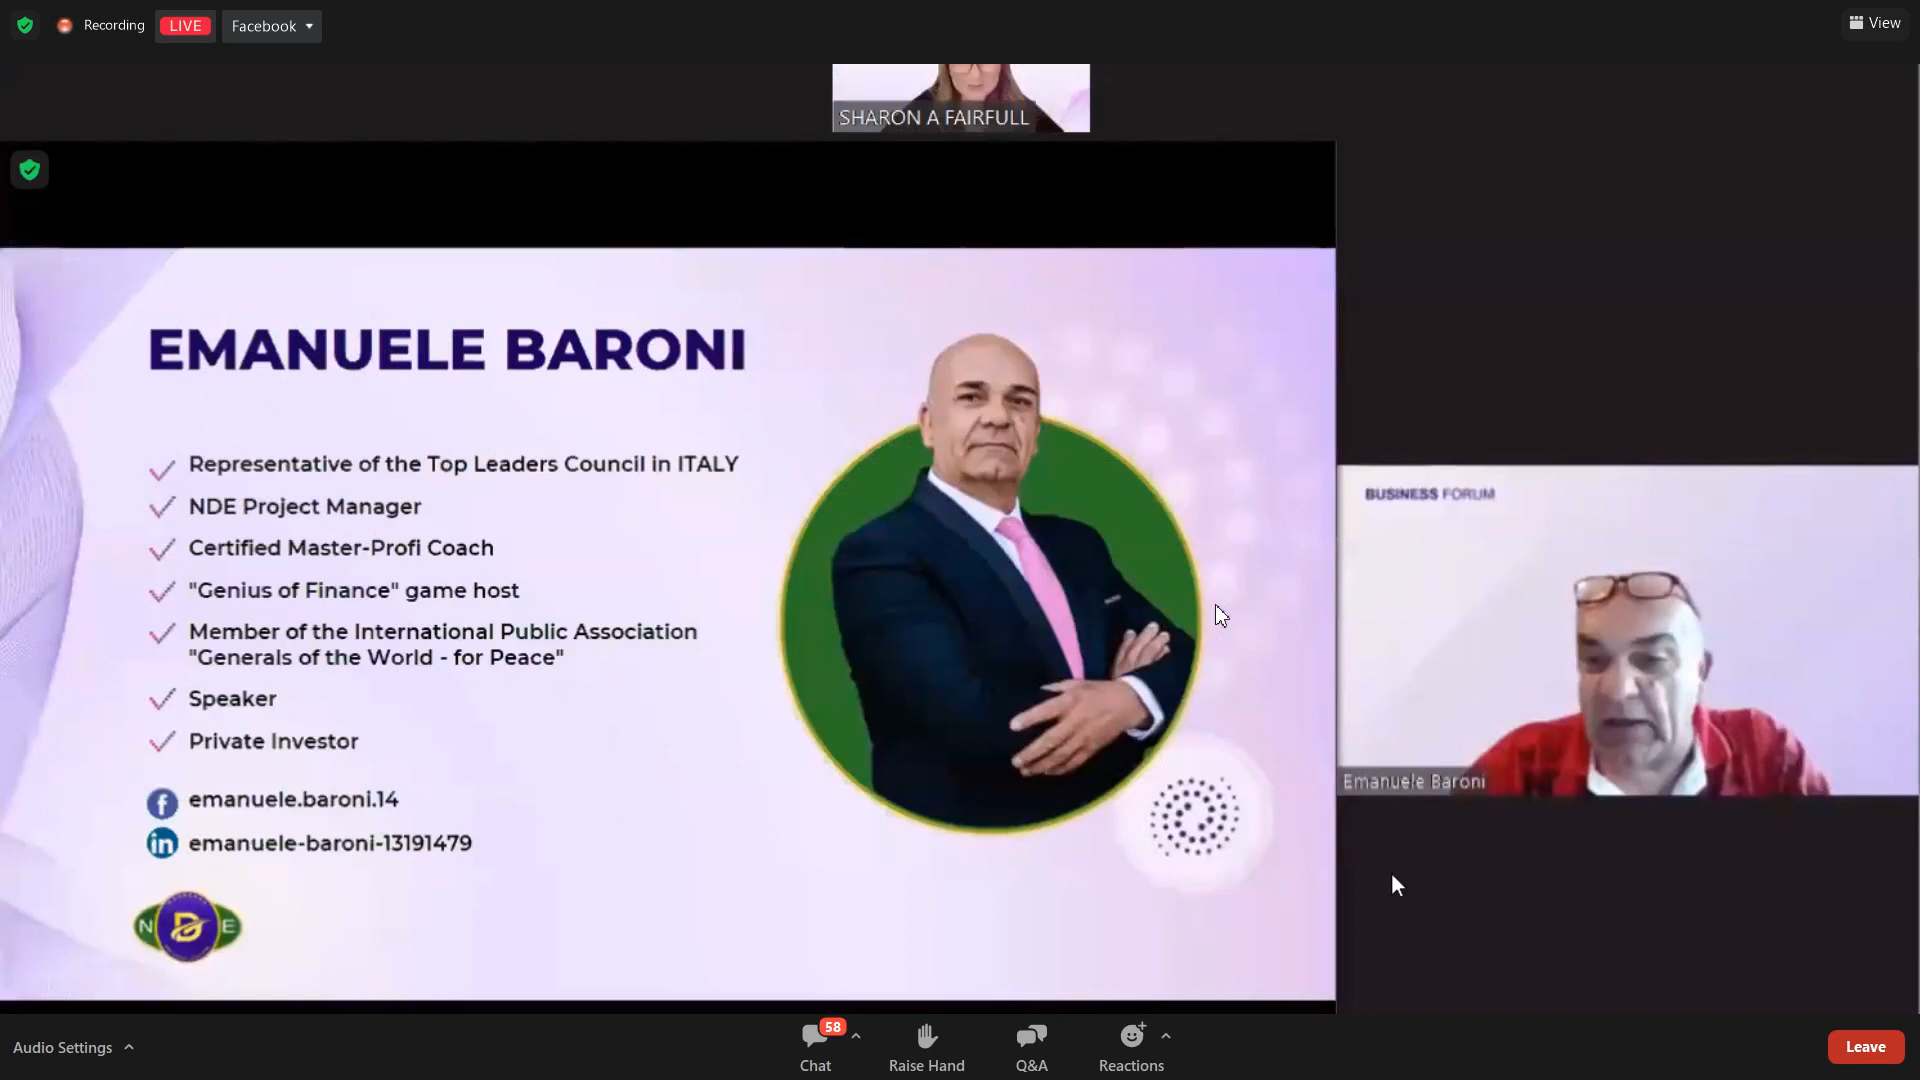 Recording
LIVE
Facebook
View
SHARON A FAIRFULL
EMANUELE BARONI
Representative of the Top Leaders Council in ITALY
NDE Project Manager
Certified Master-Profi Coach
"Genius of Finance" game host
Member of the International Public Association
"Generals of the World - for Peace"
Speaker
Private Investor
f emanuele.baroni.14
in emanuele-baroni-13191479
N D E
BUSINESS FORUM
Emanuele Baroni
Audio Settings
58
Chat
Raise Hand
Q&A
Reactions
Leave